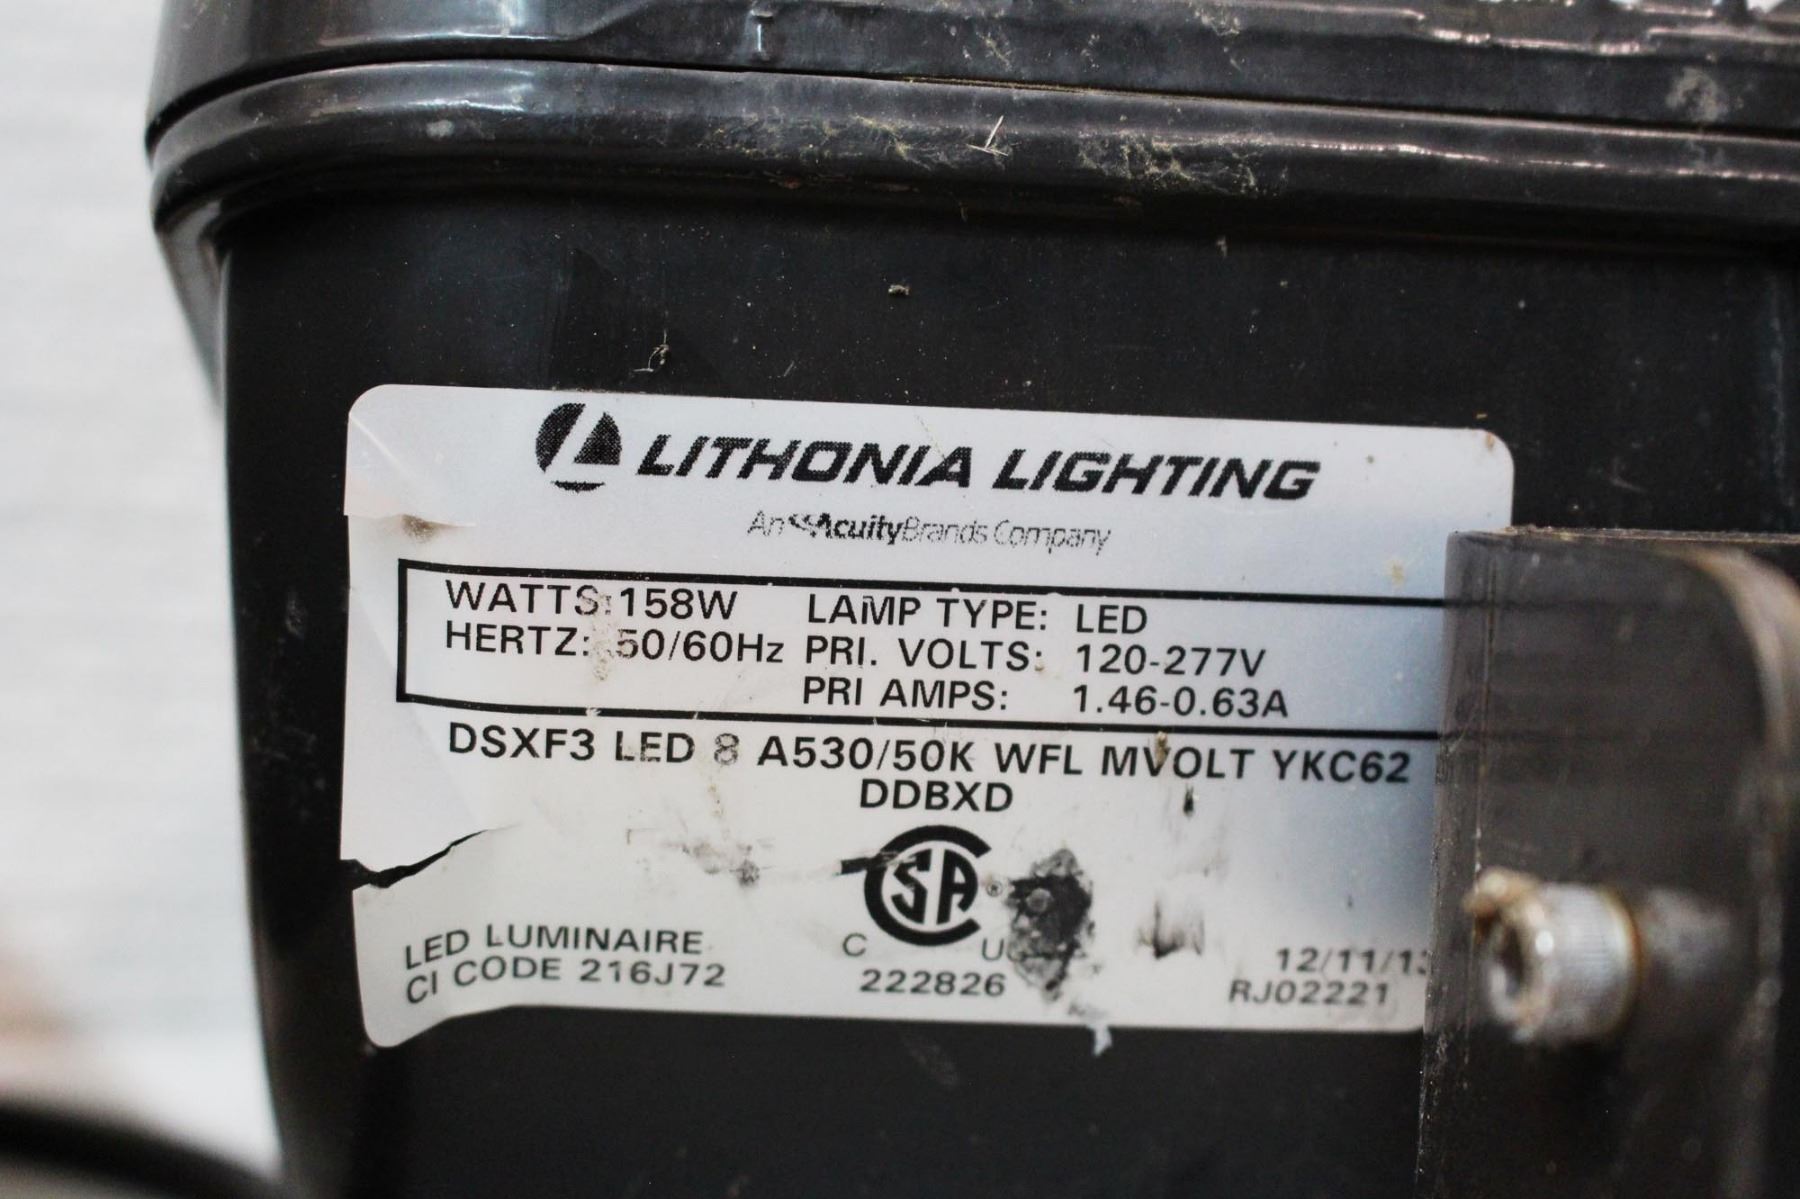 LITHONIA LIGHTING
An AcuityBrands Company
WATTS: 158W LAMP TYPE: LED
HERTZ: 50/60Hz PRI. VOLTS: 120-277V
PRI AMPS: 1.46-0.63A
DSXF3 LED 8 A530/50K WFL MVOLT YKC62
DDBXD
CSA ®
LED LUMINAIRE C
CI CODE 216J72 222826 RJ02221